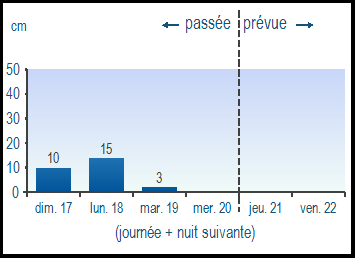 passée prévue
cm
50
40
30
20
10
0
10
15
3
dim. 17 lun. 18 mar. 19 mer. 20 jeu. 21 ven. 22
(journée + nuit suivante)